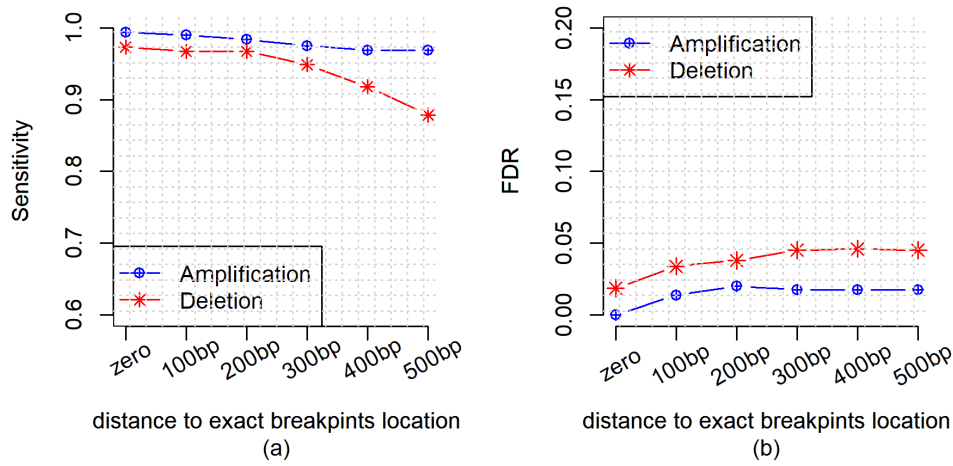 Sensitivity
1.0
0.9
0.8
0.7
0.6
Amplification
Deletion
zero
100bp
200bp
300bp
400bp
500bp
distance to exact breakpints location
(a)
FDR
0.20
0.15
0.10
0.05
0.00
Amplification
Deletion
zero
100bp
200bp
300bp
400bp
500bp
distance to exact breakpints location
(b)